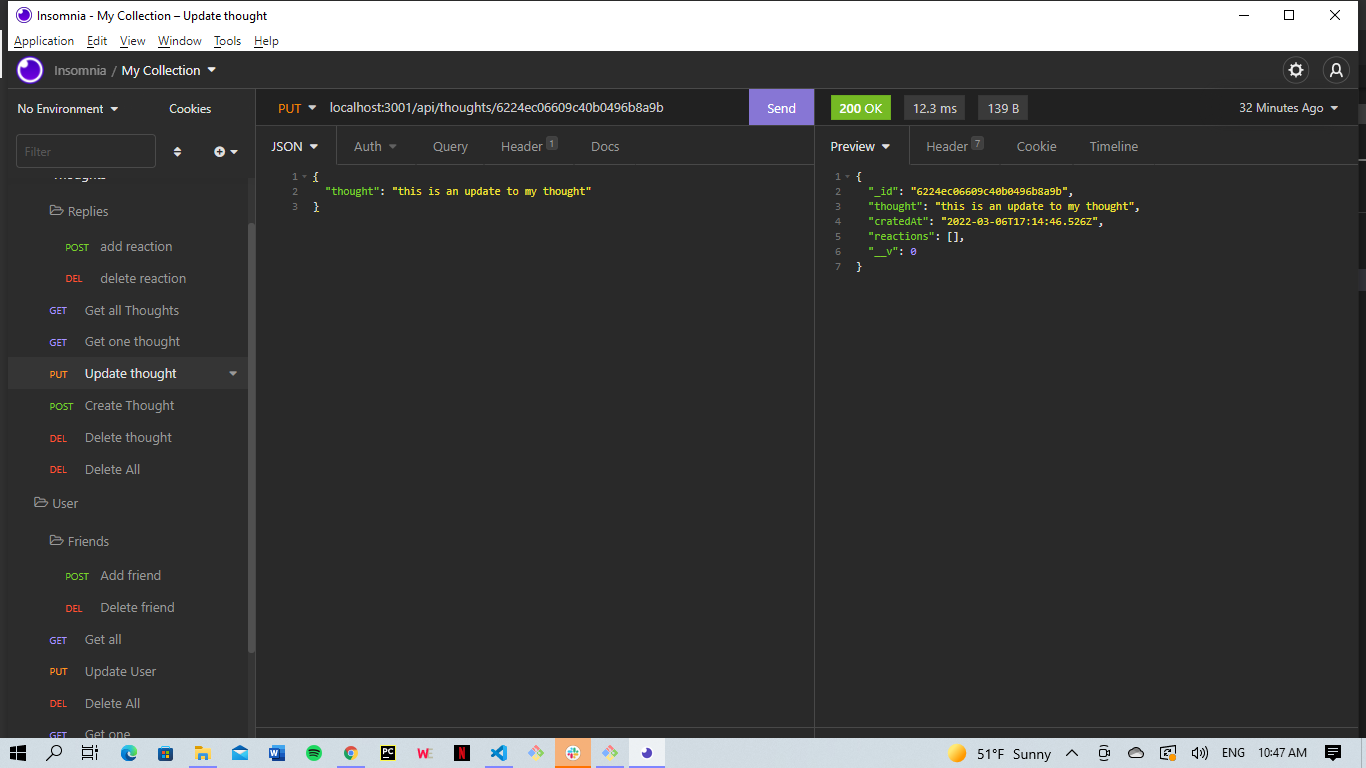 Insomnia - My Collection – Update thought
Application Edit View Window Tools Help
Insomnia / My Collection
No Environment
Cookies
Filter
Thoughts
Replies
POST add reaction
DEL delete reaction
GET Get all Thoughts
GET Get one thought
PUT Update thought
POST Create Thought
DEL Delete thought
DEL Delete All
User
Friends
POST Add friend
DEL Delete friend
GET Get all
PUT Update User
DEL Delete All
GET Get one
PUT localhost:3001/api/thoughts/6224ec06609c40b0496b8a9b Send
JSON Auth Query Header 1 Docs
1 {
2 "thought": "this is an update to my thought"
3 }
200 OK 12.3 ms 139 B 32 Minutes Ago
Preview Header 7 Cookie Timeline
1 {
2 "_id": "6224ec06609c40b0496b8a9b",
3 "thought": "this is an update to my thought",
4 "cratedAt": "2022-03-06T17:14:46.526Z",
5 "reactions": [],
6 "__v": 0
7 }
W PC WE N 51°F Sunny ENG 10:47 AM